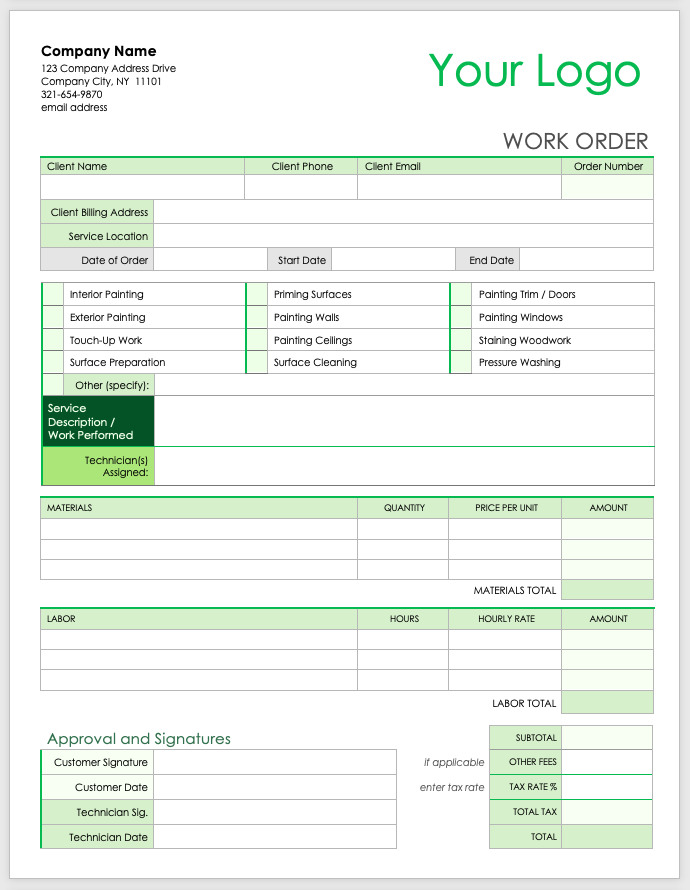 Company Name
123 Company Address Drive
Company City, NY 11101
321-654-9870
email address
Your Logo
WORK ORDER
Client Name Client Phone Client Email Order Number
Client Billing Address
Service Location
Date of Order Start Date End Date
Interior Painting Priming Surfaces Painting Trim / Doors
Exterior Painting Painting Walls Painting Windows
Touch-Up Work Painting Ceilings Staining Woodwork
Surface Preparation Surface Cleaning Pressure Washing
Other (specify):
Service
Description /
Work Performed
Technician(s)
Assigned:
MATERIALS QUANTITY PRICE PER UNIT AMOUNT
MATERIALS TOTAL
LABOR HOURS HOURLY RATE AMOUNT
LABOR TOTAL
Approval and Signatures
Customer Signature
Customer Date
Technician Sig.
Technician Date
SUBTOTAL
if applicable OTHER FEES
enter tax rate TAX RATE %
TOTAL TAX
TOTAL